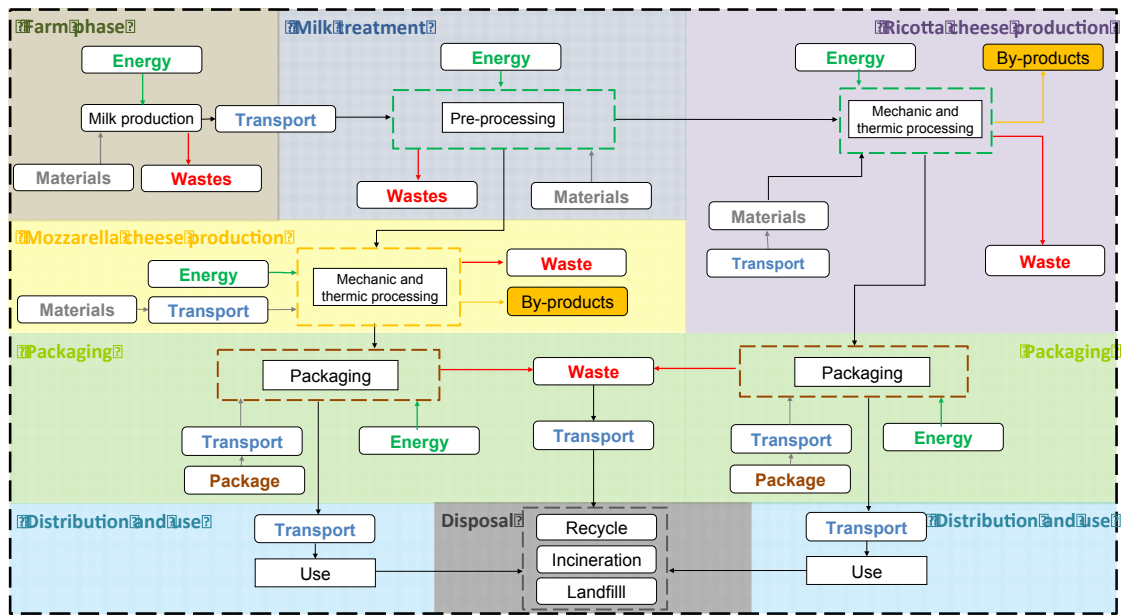 Farm phase
Energy
Milk production
Transport
Materials
Wastes
Milk treatment
Energy
Pre-processing
Wastes
Materials
Ricotta cheese production
Energy
By-products
Mechanic and
thermic processing
Materials
Transport
Waste
Mozzarella cheese production
Energy
Materials
Transport
Mechanic and
thermic processing
Waste
By-products
Packaging
Packaging
Transport
Package
Energy
Waste
Transport
Packaging
Packaging
Transport
Package
Energy
Distribution and use
Transport
Use
Disposal
Recycle
Incineration
Landfilll
Distribution and use
Transport
Use